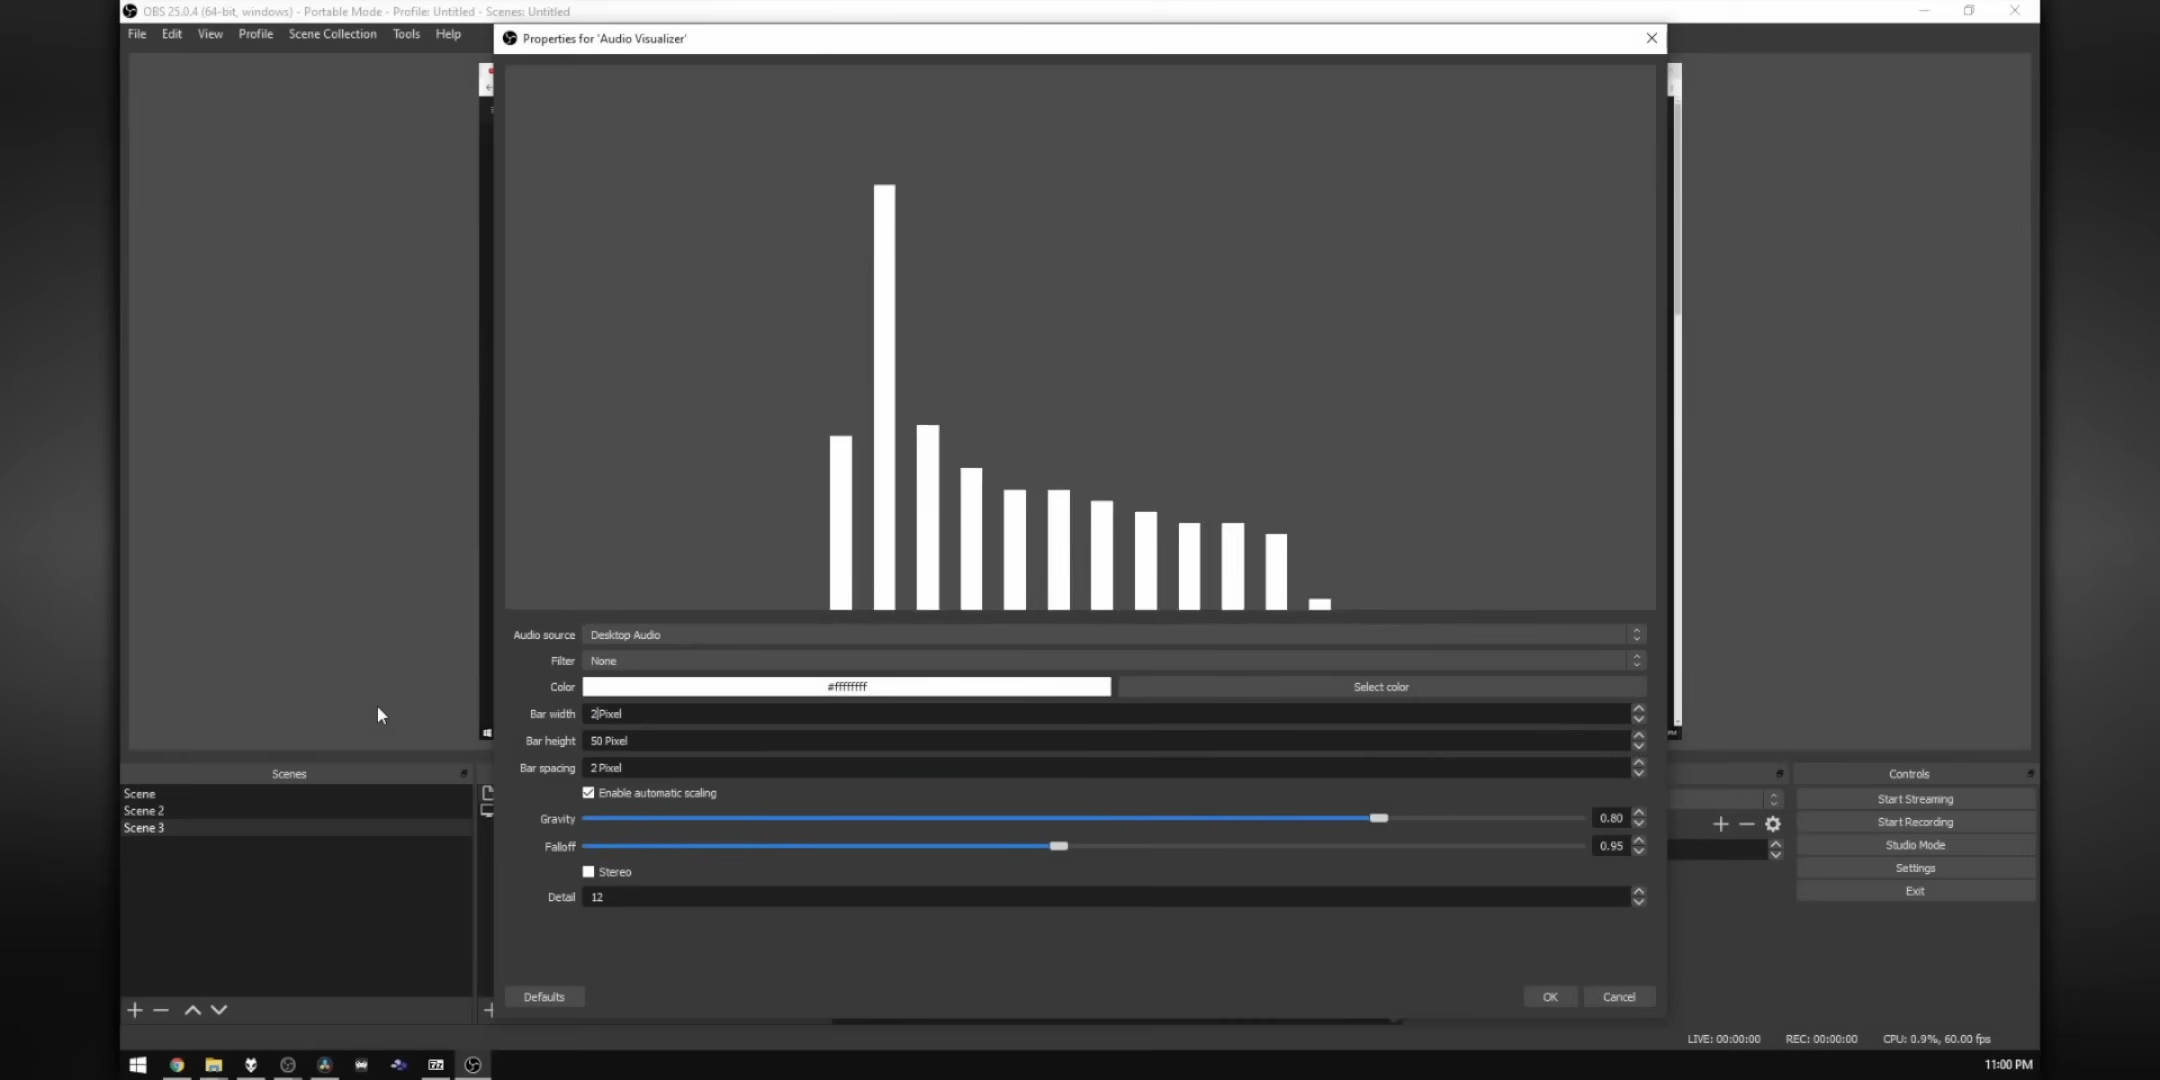 OBS 25.0.4 (64-bit, windows) - Portable Mode - Profile: Untitled - Scenes: Untitled
File Edit View Profile Scene Collection Tools Help
Properties for 'Audio Visualizer'
Audio source Desktop Audio
Filter None
Color #ffffffff Select color
Bar width 2 Pixel
Bar height 50 Pixel
Bar spacing 2 Pixel
Enable automatic scaling
Gravity 0.80
Falloff 0.95
Stereo
Detail 12
Defaults OK Cancel
Scenes
Scene
Scene 2
Scene 3
Controls
Start Streaming
Start Recording
Studio Mode
Settings
Exit
LIVE: 00:00:00 REC: 00:00:00 CPU: 0.9%, 60.00 fps
11:00 PM